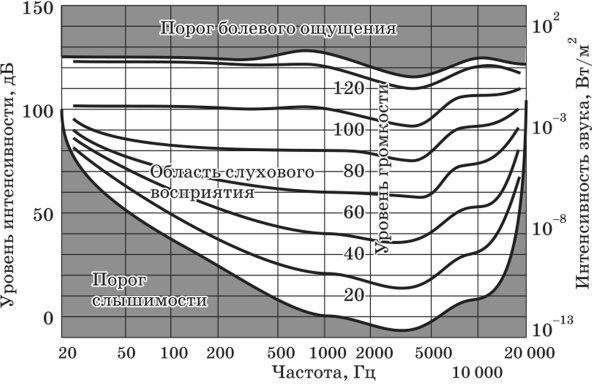 150
100
50
0
Уровень интенсивности, дБ
Порог болевого ощущения
10²
10⁻³
10⁻⁸
10⁻¹³
Интенсивность звука, Вт/м²
120
100
80
60
40
20
Уровень громкости
Область слухового
восприятия
Порог
слышимости
20 50 100 200 500 1000 2000 5000 20 000
10 000
Частота, Гц